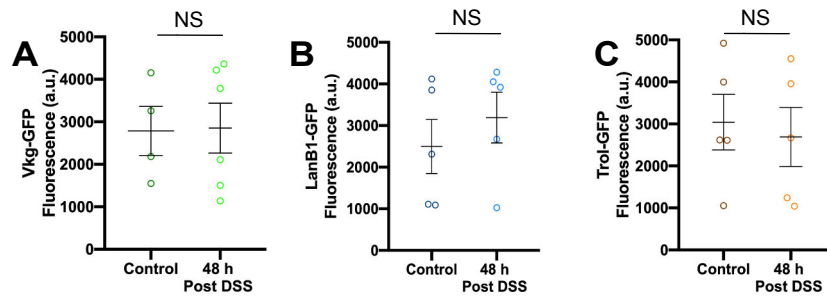 A
NS
Vkg-GFP
Fluorescence (a.u.)
5000
4000
3000
2000
1000
0
Control
48 h
Post DSS
B
NS
LanB1-GFP
Fluorescence (a.u.)
5000
4000
3000
2000
1000
0
Control
48 h
Post DSS
C
NS
Trol-GFP
Fluorescence (a.u.)
5000
4000
3000
2000
1000
0
Control
48 h
Post DSS